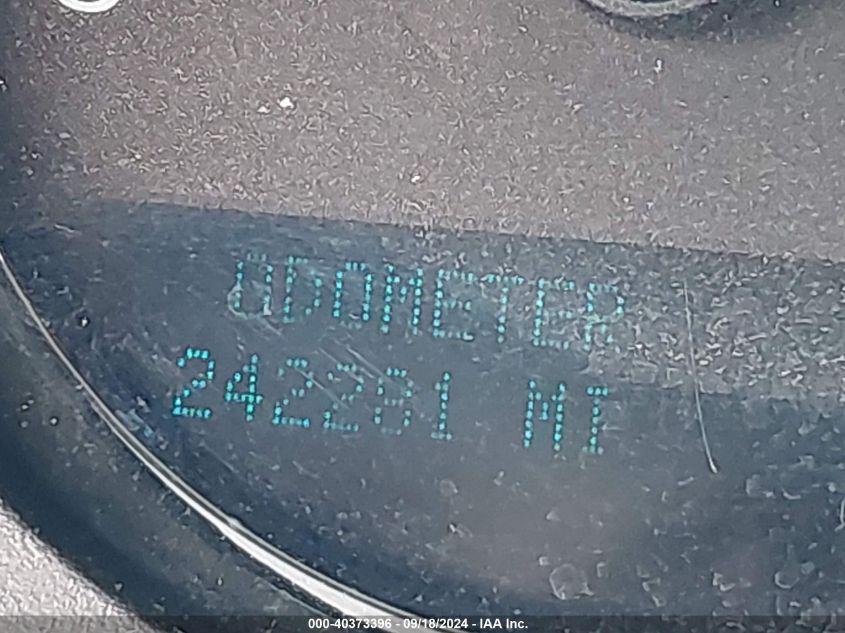 ODOMETER
242281 MI
000-40373396 - 09/18/2024 - IAA Inc.